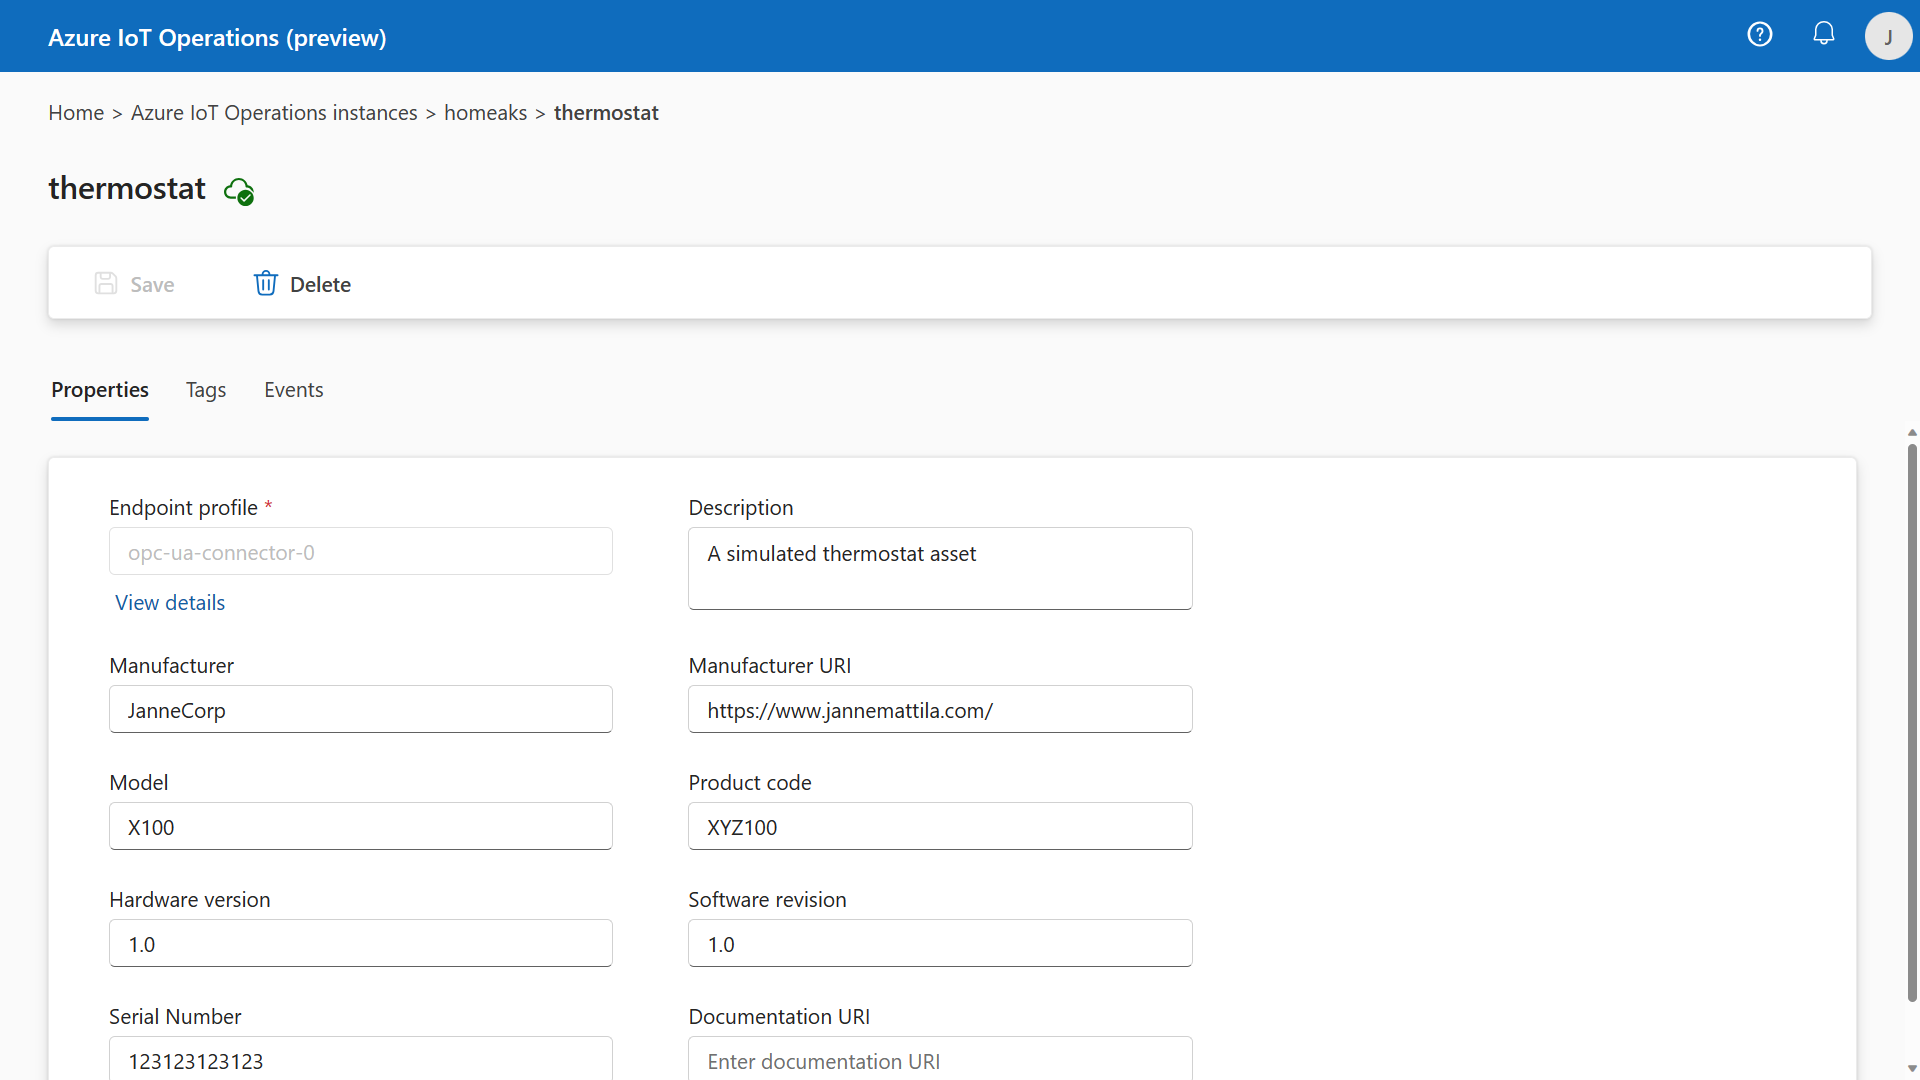 Azure IoT Operations (preview)
J
Home > Azure IoT Operations instances > homeaks > thermostat
thermostat
Save
Delete
Properties
Tags
Events
Endpoint profile *
opc-ua-connector-0
View details
Description
A simulated thermostat asset
Manufacturer
JanneCorp
Manufacturer URI
https://www.jannemattila.com/
Model
X100
Product code
XYZ100
Hardware version
1.0
Software revision
1.0
Serial Number
123123123123
Documentation URI
Enter documentation URI